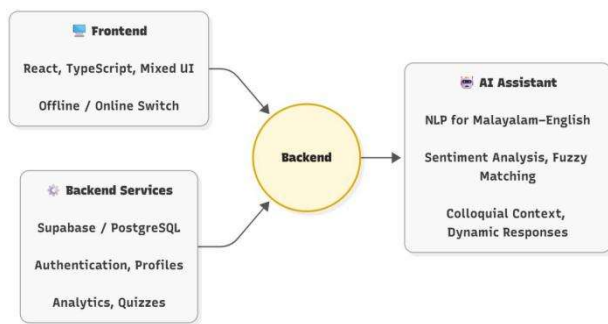 Frontend
React, TypeScript, Mixed UI
Offline / Online Switch
Backend Services
Supabase / PostgreSQL
Authentication, Profiles
Analytics, Quizzes
Backend
AI Assistant
NLP for Malayalam–English
Sentiment Analysis, Fuzzy
Matching
Colloquial Context,
Dynamic Responses